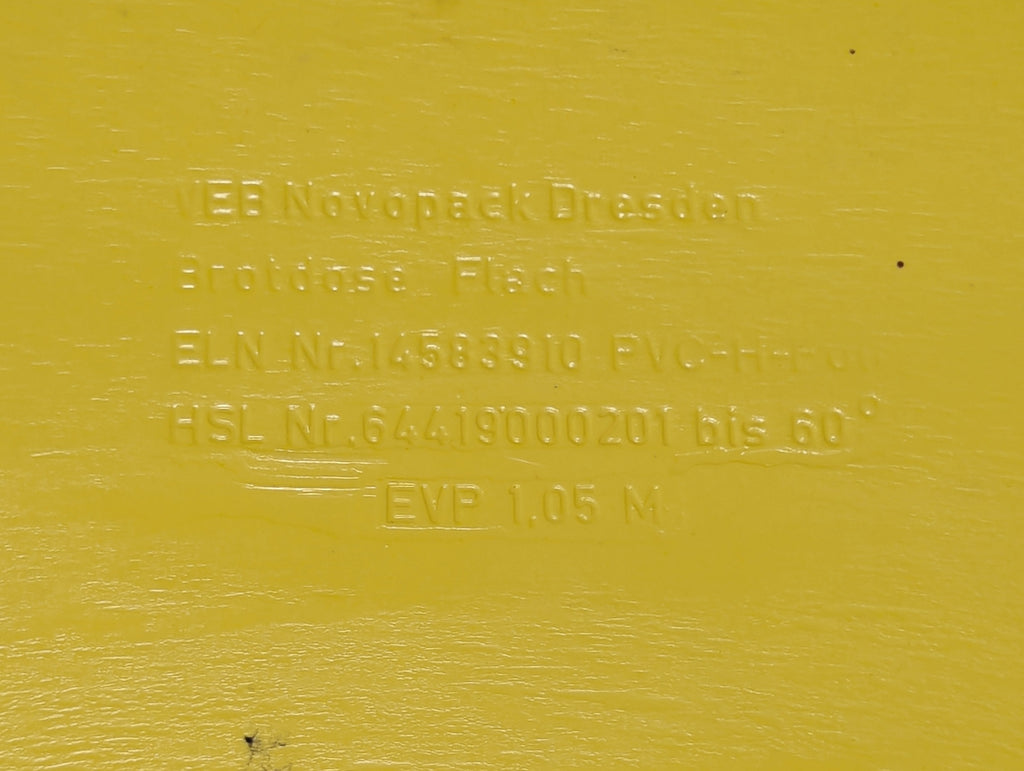 VEB Novopack Dresden
Brotdose Flach
ELN Nr.14583910
HSL Nr.64419000201 bis 60°
EVP 1,05 M